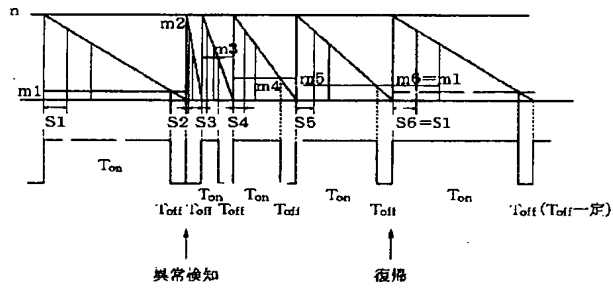 n
m2
m3
m4
m5
m6=m1
m1
S1
S2
S3
S4
S5
S6=S1
Ton
Ton
Ton
Ton
Ton
Toff
Toff
Toff
Toff
Toff
Toff(Toff一定)
異常検知
復帰